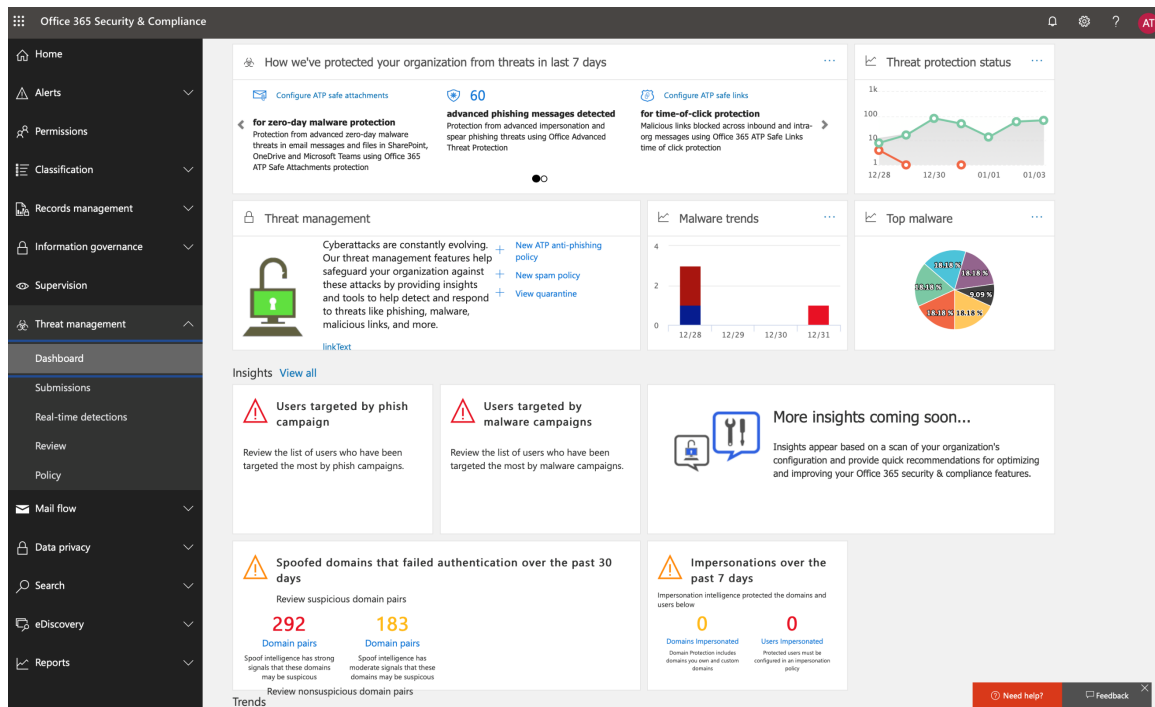 Office 365 Security & Compliance
AT
Home
Alerts
Permissions
Classification
Records management
Information governance
Supervision
Threat management
Dashboard
Submissions
Real-time detections
Review
Policy
Mail flow
Data privacy
Search
eDiscovery
Reports
How we've protected your organization from threats in last 7 days
Configure ATP safe attachments
for zero-day malware protection
Protection from advanced zero-day malware
threats in email messages and files in SharePoint,
OneDrive and Microsoft Teams using Office 365
ATP Safe Attachments protection
60
advanced phishing messages detected
Protection from advanced impersonation and
spear phishing threats using Office Advanced
Threat Protection
Configure ATP safe links
for time-of-click protection
Malicious links blocked across inbound and intra-
org messages using Office 365 ATP Safe Links
time of click protection
Threat protection status
1k
100
10
1
12/28 12/30 01/01 01/03
Threat management
Cyberattacks are constantly evolving.
Our threat management features help
safeguard your organization against
these attacks by providing insights
and tools to help detect and respond
to threats like phishing, malware,
malicious links, and more.
linkText
New ATP anti-phishing
policy
New spam policy
View quarantine
Malware trends
4
2
0
12/28 12/29 12/30 12/31
Top malware
18.18 %
18.18 %
18.18 %
9.09 %
18.18 %
18.18 %
Insights View all
Users targeted by phish
campaign
Review the list of users who have been
targeted the most by phish campaigns.
Users targeted by
malware campaigns
Review the list of users who have been
targeted the most by malware campaigns.
More insights coming soon...
Insights appear based on a scan of your organization's
configuration and provide quick recommendations for optimizing
and improving your Office 365 security & compliance features.
Spoofed domains that failed authentication over the past 30
days
Review suspicious domain pairs
292
Domain pairs
Spoof intelligence has strong
signals that these domains
may be suspicous
183
Domain pairs
Spoof intelligence has
moderate signals that these
domains may be suspicous
Review nonsuspicious domain pairs
Impersonations over the
past 7 days
Impersonation intelligence protected the domains and
users below
0
Domains Impersonated
Domain Protection includes
domains you own and custom
domains
0
Users Impersonated
Protected users must be
configured in an impersonation
policy
Trends
Need help?
Feedback